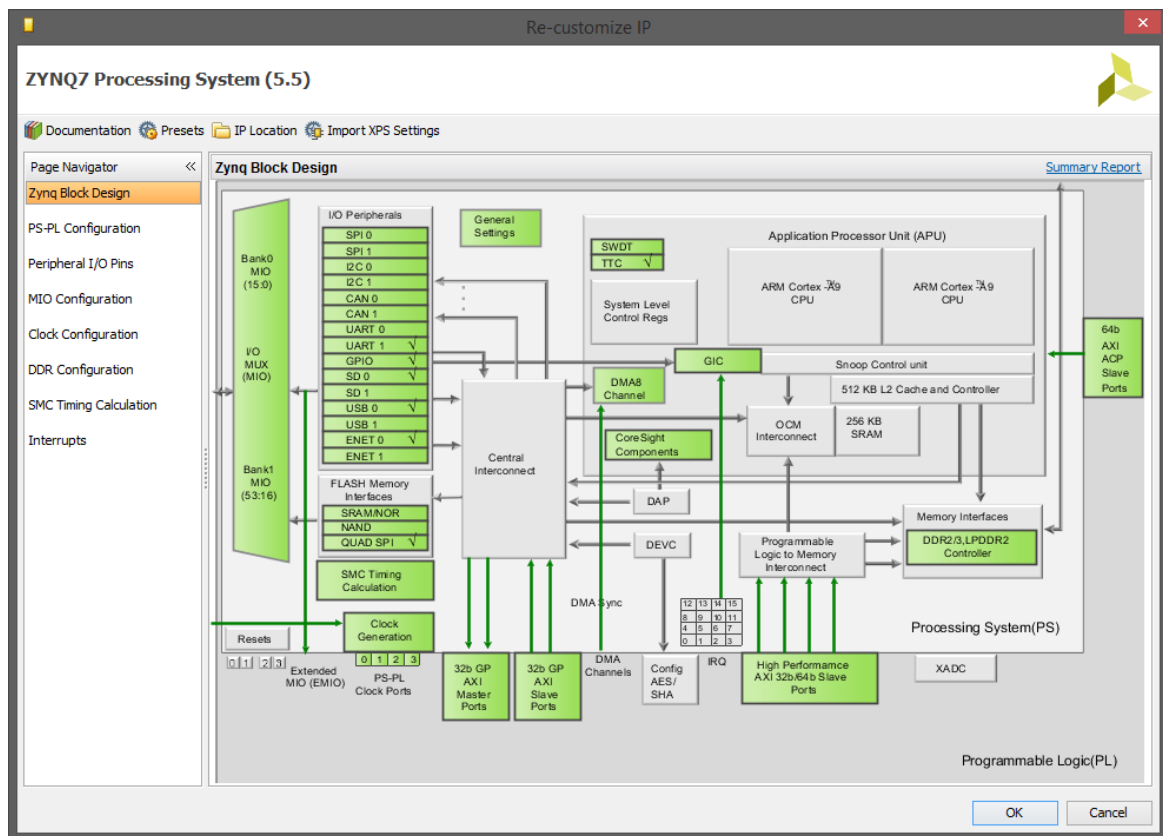 Re-customize IP
ZYNQ7 Processing System (5.5)
Documentation Presets IP Location Import XPS Settings
Page Navigator
Zynq Block Design
PS-PL Configuration
Peripheral I/O Pins
MIO Configuration
Clock Configuration
DDR Configuration
SMC Timing Calculation
Interrupts
Zynq Block Design
Summary Report
Bank0
MIO
(15:0)
I/O
MUX
(MIO)
Bank1
MIO
(53:16)
I/O Peripherals
SPI 0
SPI 1
I2C 0
I2C 1
CAN 0
CAN 1
UART 0
UART 1 √
GPIO √
SD 0 √
SD 1
USB 0 √
USB 1
ENET 0 √
ENET 1
FLASH Memory
Interfaces
SRAM/NOR
NAND
QUAD SPI √
SMC Timing
Calculation
General
Settings
Application Processor Unit (APU)
SWDT
TTC √
System Level
Control Regs
ARM Cortex -A9 ™
CPU
ARM Cortex -A9 ™
CPU
GIC
Snoop Control unit
512 KB L2 Cache and Controller
DMA8
Channel
OCM
Interconnect
256 KB
SRAM
CoreSight
Components
Central
Interconnect
DAP
DEVC
Programmable
Logic to Memory
Interconnect
Memory Interfaces
DDR2/3,LPDDR2
Controller
64b
AXI
ACP
Slave
Ports
Resets
0 1 2 3
Extended
MIO (EMIO)
Clock
Generation
0 1 2 3
PS-PL
Clock Ports
32b GP
AXI
Master
Ports
32b GP
AXI
Slave
Ports
DMA Sync
DMA
Channels
Config
AES/
SHA
12 13 14 15
8 9 10 11
4 5 6 7
0 1 2 3
IRQ
High Performamce
AXI 32b/64b Slave
Ports
Processing System(PS)
XADC
Programmable Logic(PL)
OK Cancel